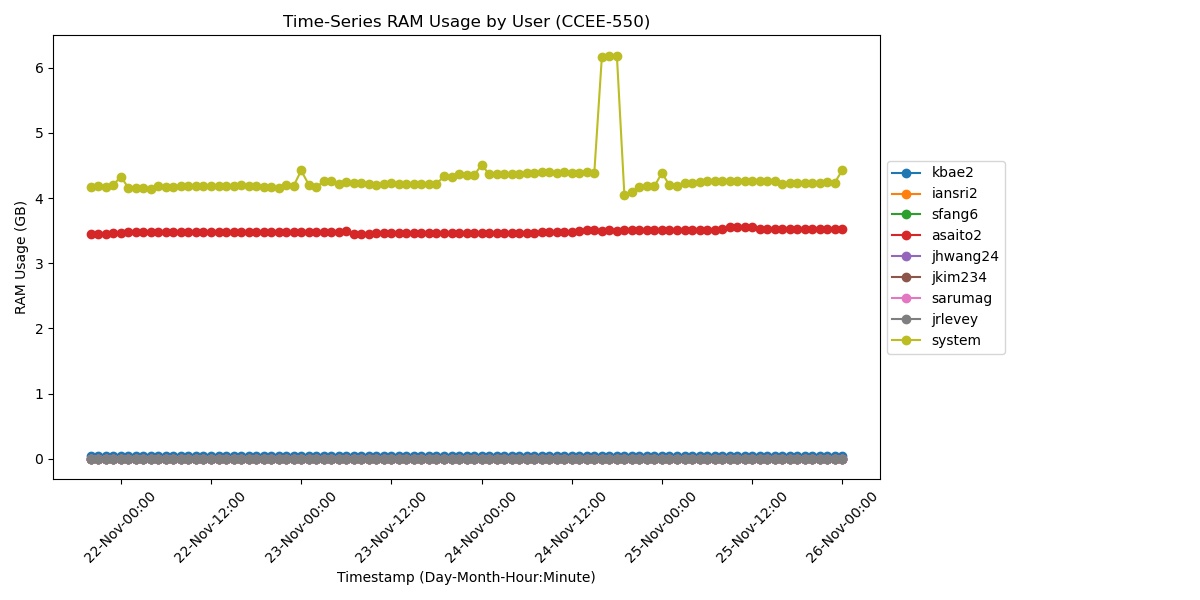 Time-Series RAM Usage by User (CCEE-550)
RAM Usage (GB)
6
5
4
3
2
1
0
22-Nov-00:00
22-Nov-12:00
23-Nov-00:00
23-Nov-12:00
24-Nov-00:00
24-Nov-12:00
25-Nov-00:00
25-Nov-12:00
26-Nov-00:00
Timestamp (Day-Month-Hour:Minute)
kbae2
iansri2
sfang6
asaito2
jhwang24
jkim234
sarumag
jrlevey
system